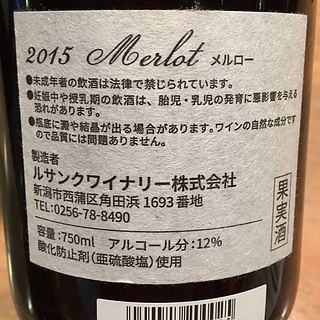 2015 Merlot メルロー
●未成年者の飲酒は法律で禁じられています。
●妊娠中や授乳期の飲酒は、胎児・乳児の発育に悪影響を与える
恐れがあります。
●瓶底に澱や結晶が出る場合があります。ワインの自然な成分です
ので品質には問題ありません。
製造者
ルサンクワイナリー株式会社
新潟市西蒲区角田浜 1693 番地
TEL:0256-78-8490
容量:750ml アルコール分:12%
酸化防止剤(亜硫酸塩)使用
果実酒